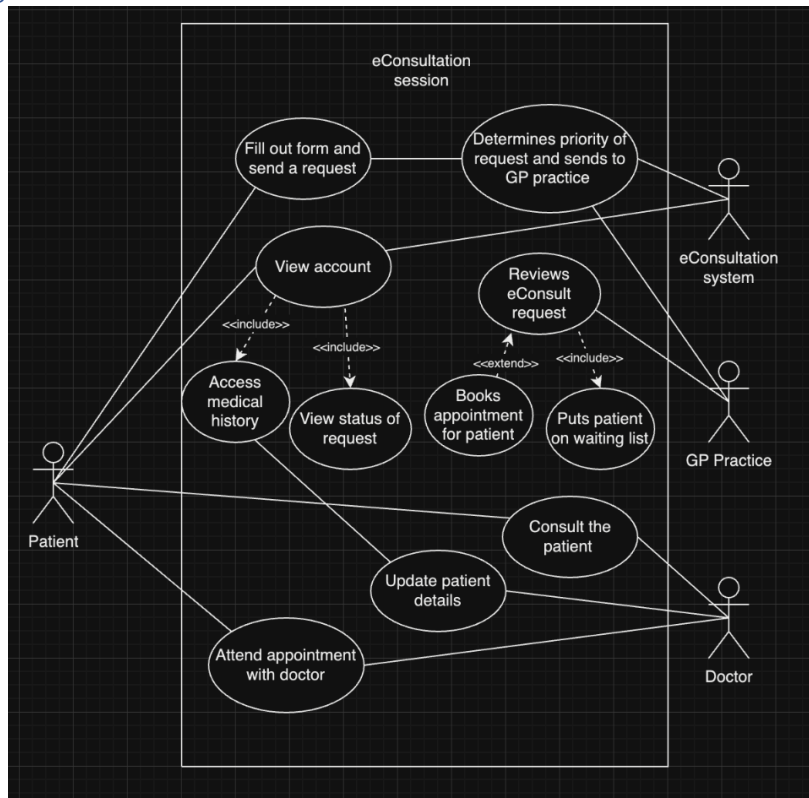 eConsultation
session
Fill out form and
send a request
Determines priority of
request and sends to
GP practice
eConsultation
system
View account
Reviews
eConsult
request
<<include>>
<<include>>
<<extend>>
<<include>>
Access
medical
history
View status of
request
Books
appointment
for patient
Puts patient
on waiting list
GP Practice
Patient
Consult the
patient
Update patient
details
Attend appointment
with doctor
Doctor